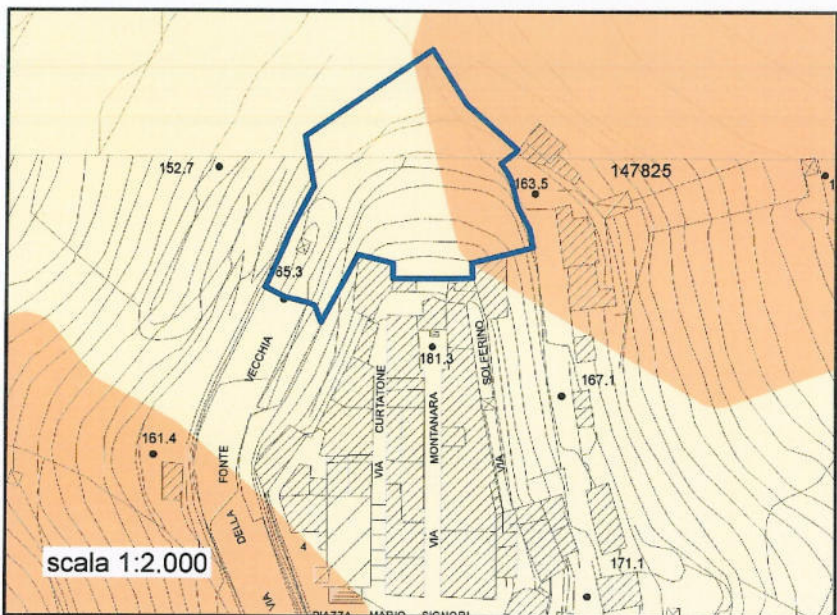 152.7
163.5
147825
165.3
181.3
VECCHIA
CURTATONE
MONTANARA
SOLFERINO
167.1
161.4
FONTE
VIA
VIA
VIA
DELLA
4
scala 1:2.000
VIA
171.1
PIAZZA MARIO SIGNORI